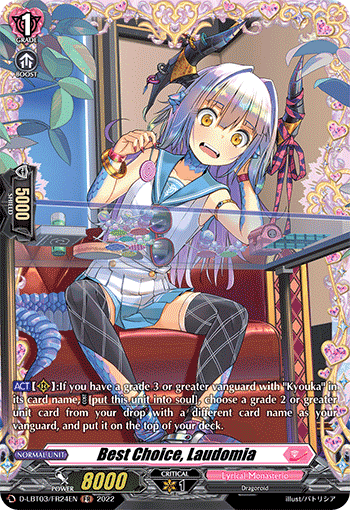 1
GRADE
BOOST
5000
SHIELD
ACT【】:If you have a grade 3 or greater vanguard with "Kyouka" in
its card name, [put this unit into soul], choose a grade 2 or greater
unit card from your drop with a different card name as your
vanguard, and put it on the top of your deck.
NORMAL UNIT
Best Choice, Laudomia
POWER 8000
CRITICAL
1
Lyrical Monasterio
Dragoroid
D-LBT03/FR24EN FR 2022
illust/パトリシア